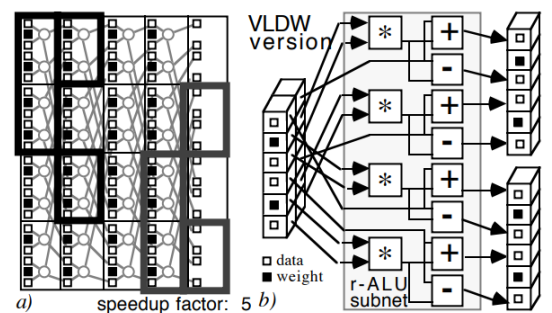 VLDW
version
*
+
-
*
+
-
*
+
-
*
+
-
data
weight
r-ALU
subnet
a)
speedup factor: 5
b)